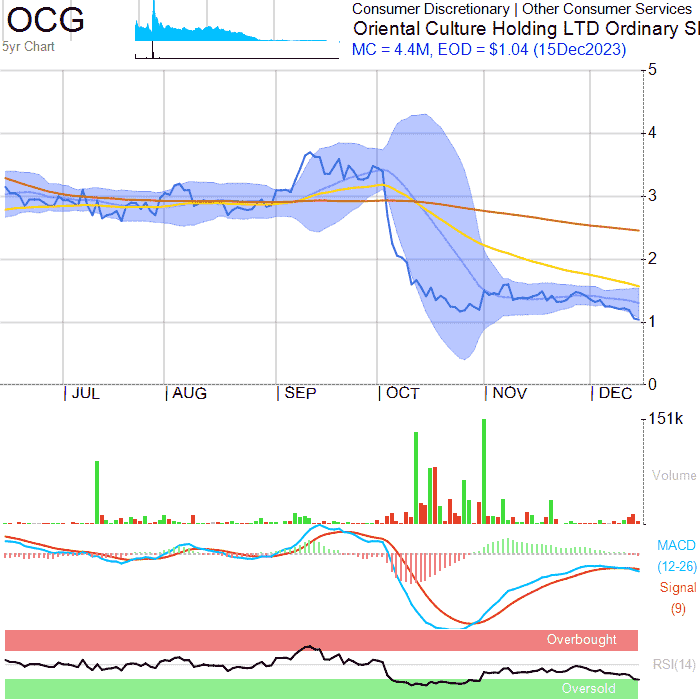 OCG
5yr Chart
Consumer Discretionary | Other Consumer Services
Oriental Culture Holding LTD Ordinary
MC = 4.4M, EOD = $1.04 (15Dec2023)
5
4
3
2
1
0
JUL AUG SEP OCT NOV DEC
151k
Volume
MACD
(12-26)
Signal
(9)
Overbought
RSI(14)
Oversold